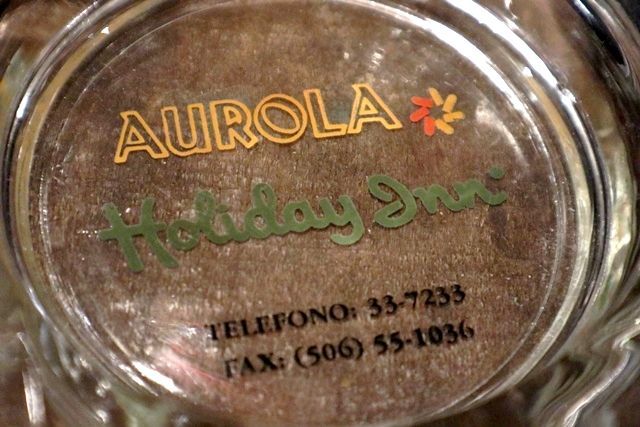 AUROLA
Holiday Inn
TELEFONO: 33-7233
FAX: (506) 55-1036